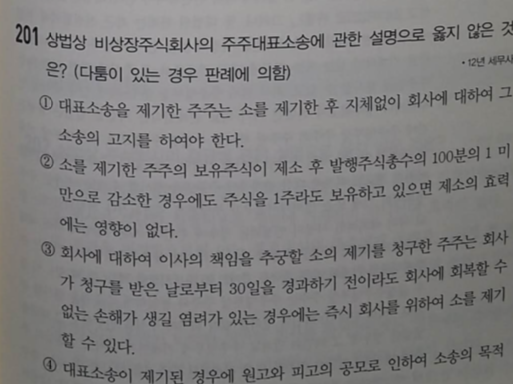 201 상법상 비상장주식회사의 주주대표소송에 관한 설명으로 옳지 않은 것
은? (다툼이 있는 경우 판례에 의함)
• 12년 세무사
① 대표소송을 제기한 주주는 소를 제기한 후 지체없이 회사에 대하여 그
소송의 고지를 하여야 한다.
② 소를 제기한 주주의 보유주식이 제소 후 발행주식총수의 100분의 1 미
만으로 감소한 경우에도 주식을 1주라도 보유하고 있으면 제소의 효력
에는 영향이 없다.
③ 회사에 대하여 이사의 책임을 추궁할 소의 제기를 청구한 주주는 회사
가 청구를 받은 날로부터 30일을 경과하기 전이라도 회사에 회복할 수
없는 손해가 생길 염려가 있는 경우에는 즉시 회사를 위하여 소를 제기
할 수 있다.
④ 대표소송이 제기된 경우에 원고와 피고의 공모로 인하여 소송의 목적